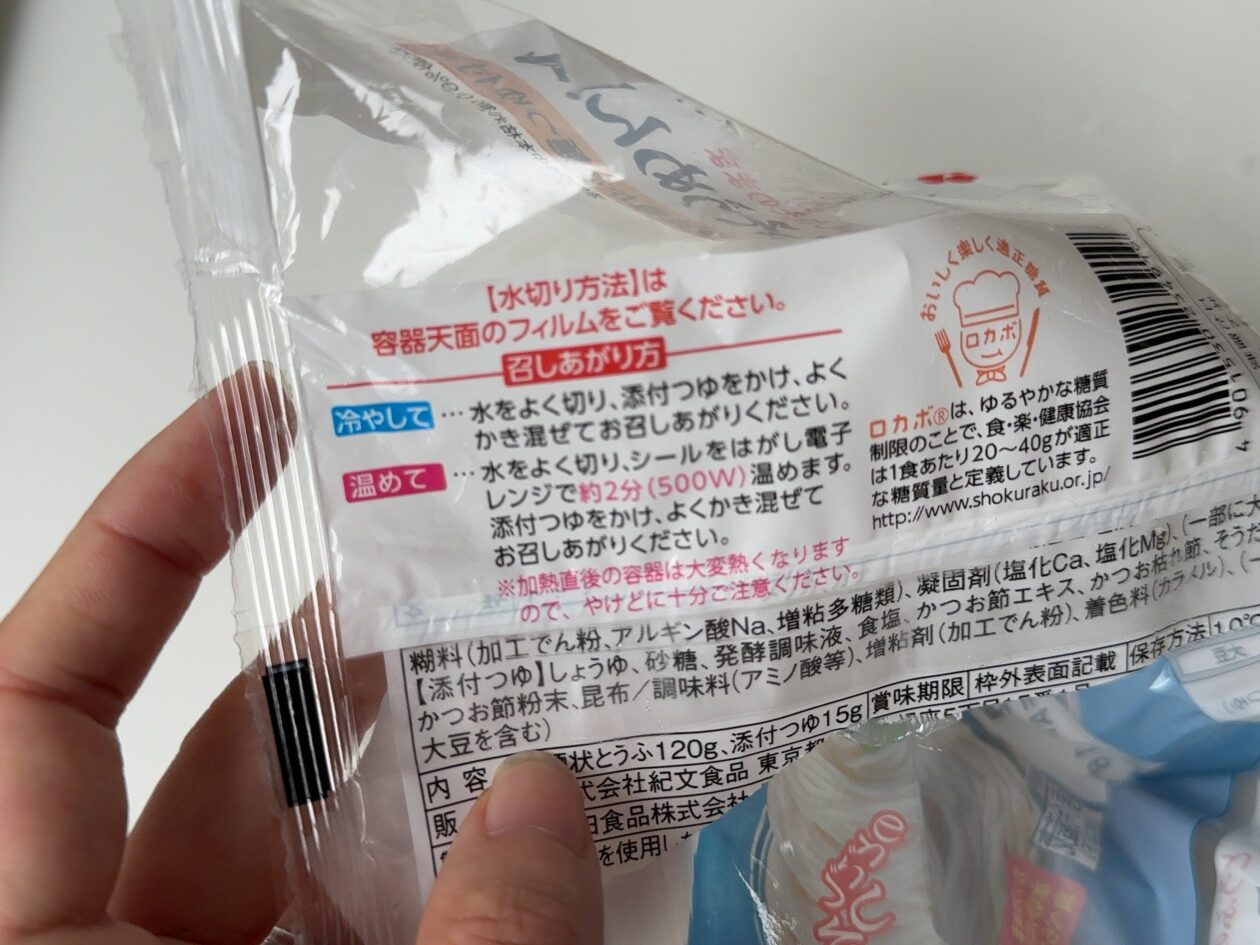 【水切り方法】は
容器天面のフィルムをご覧ください。
召しあがり方
冷やして … 水をよく切り、添付つゆをかけ、よく
かき混ぜてお召しあがりください。
温めて … 水をよく切り、シールをはがし電子
レンジで約2分(500W)温めます。
添付つゆをかけ、よくかき混ぜて
お召しあがりください。
※加熱直後の容器は大変熱くなります
ので、やけどに十分ご注意ください。
おいしく楽しく適正糖質
ロカボ
ロカボ®は、ゆるやかな糖質
制限のことで、食・楽・健康協会
は1食あたり20〜40gが適正
な糖質量と定義しています。
http://www.shokuraku.or.jp/
糊料(加工でん粉、アルギン酸Na、増粘多糖類)、凝固剤(塩化Ca、塩化Mg)、(一部に大
【添付つゆ】しょうゆ、砂糖、発酵調味液、食塩、かつお節エキス、かつお枯れ節、そうだ
かつお節粉末、昆布/調味料(アミノ酸等)、増粘剤(加工でん粉)、着色料(カラメル)、(一
大豆を含む)
内容 状とうふ120g、添付つゆ15g 賞味期限 枠外表面記載 保存方法
販 式会社紀文食品 東京都
食品株式会社
を使用し